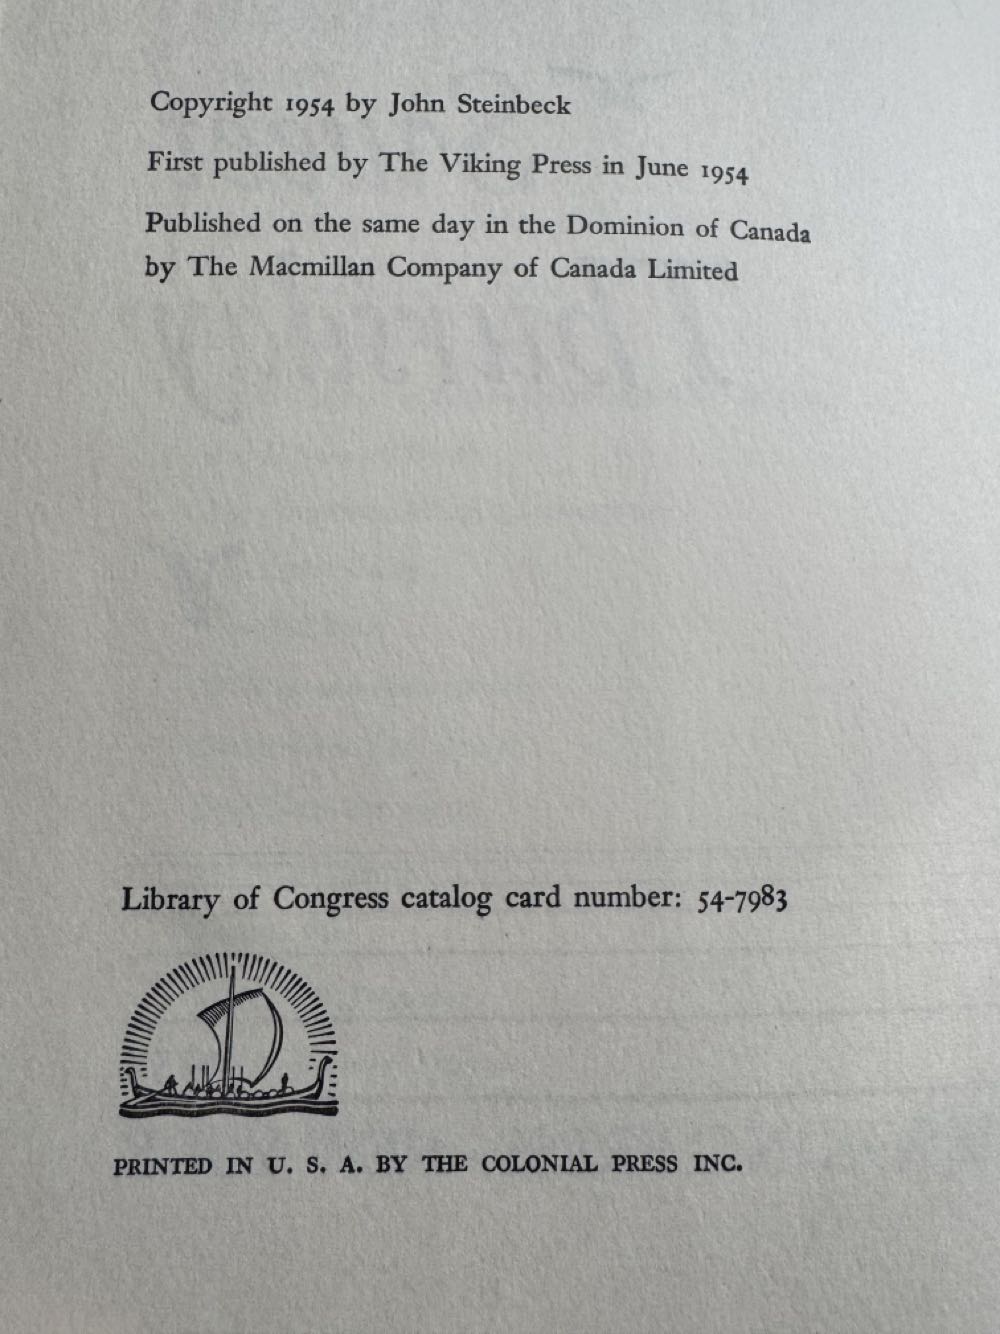 Copyright 1954 by John Steinbeck
First published by The Viking Press in June 1954
Published on the same day in the Dominion of Canada
by The Macmillan Company of Canada Limited
Library of Congress catalog card number: 54-7983
PRINTED IN U. S. A. BY THE COLONIAL PRESS INC.